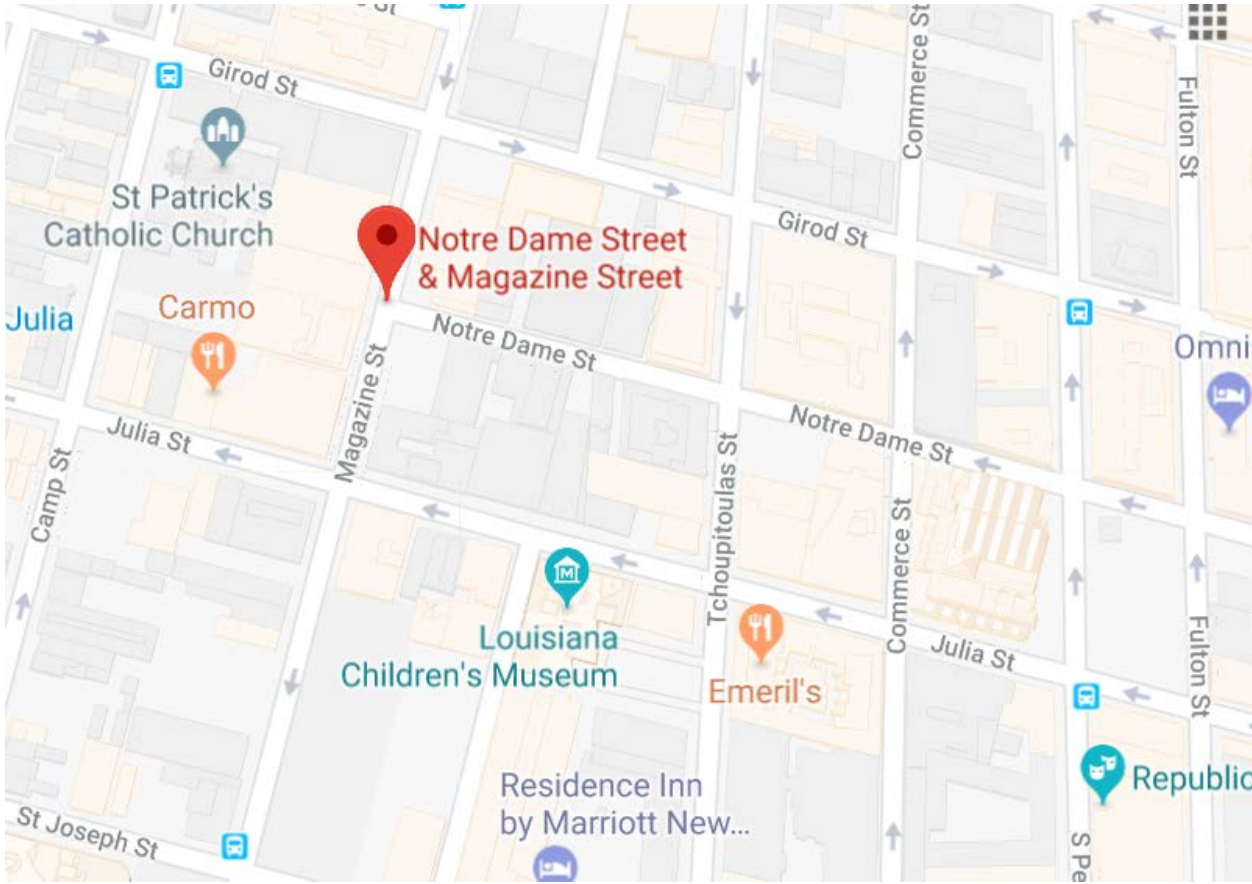 St
Commerce St
Girod St
Fulton St
St Patrick's
Catholic Church
Notre Dame Street
& Magazine Street
Girod St
Julia
Carmo
Notre Dame St
Omni
Magazine St
Julia St
Notre Dame St
Camp St
Tchoupitoulas St
Commerce St
M
Louisiana
Children's Museum
Julia St
Fulton St
Emeril's
Residence Inn
by Marriott New...
Republic
St Joseph St
S Pe